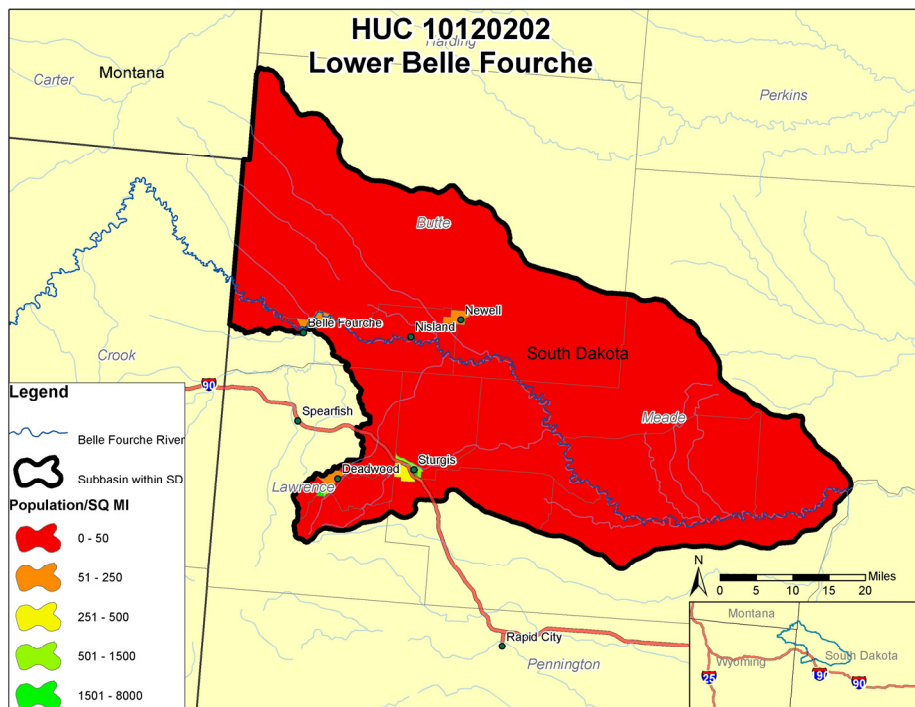 HUC 10120202
Lower Belle Fourche
Harding
Carter
Montana
Perkins
Butte
Belle Fourche
Nisland
Newell
South Dakota
Crook
90
Spearfish
Meade
Sturgis
Deadwood
Lawrence
Rapid City
Pennington
Legend
Belle Fourche River
Subbasin within SD
Population/SQ MI
0 - 50
51 - 250
251 - 500
501 - 1500
1501 - 8000
N
0 5 10 15 20 Miles
Montana
Wyoming
South Dakota
25
90
90